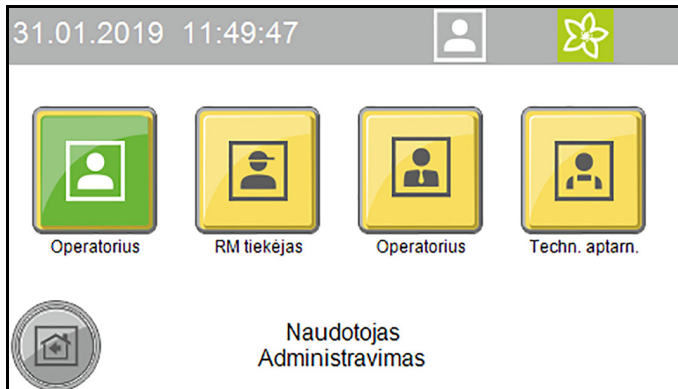 31.01.2019 11:49:47
Operatorius
RM tiekėjas
Operatorius
Techn. aptarn.
Naudotojas
Administravimas